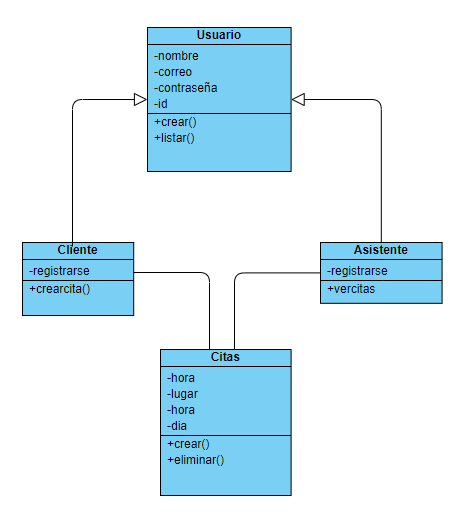 Usuario
-nombre
-correo
-contraseña
-id
+crear()
+listar()
Cliente
-registrarse
+crearcita()
Asistente
-registrarse
+vercitas
Citas
-hora
-lugar
-hora
-dia
+crear()
+eliminar()